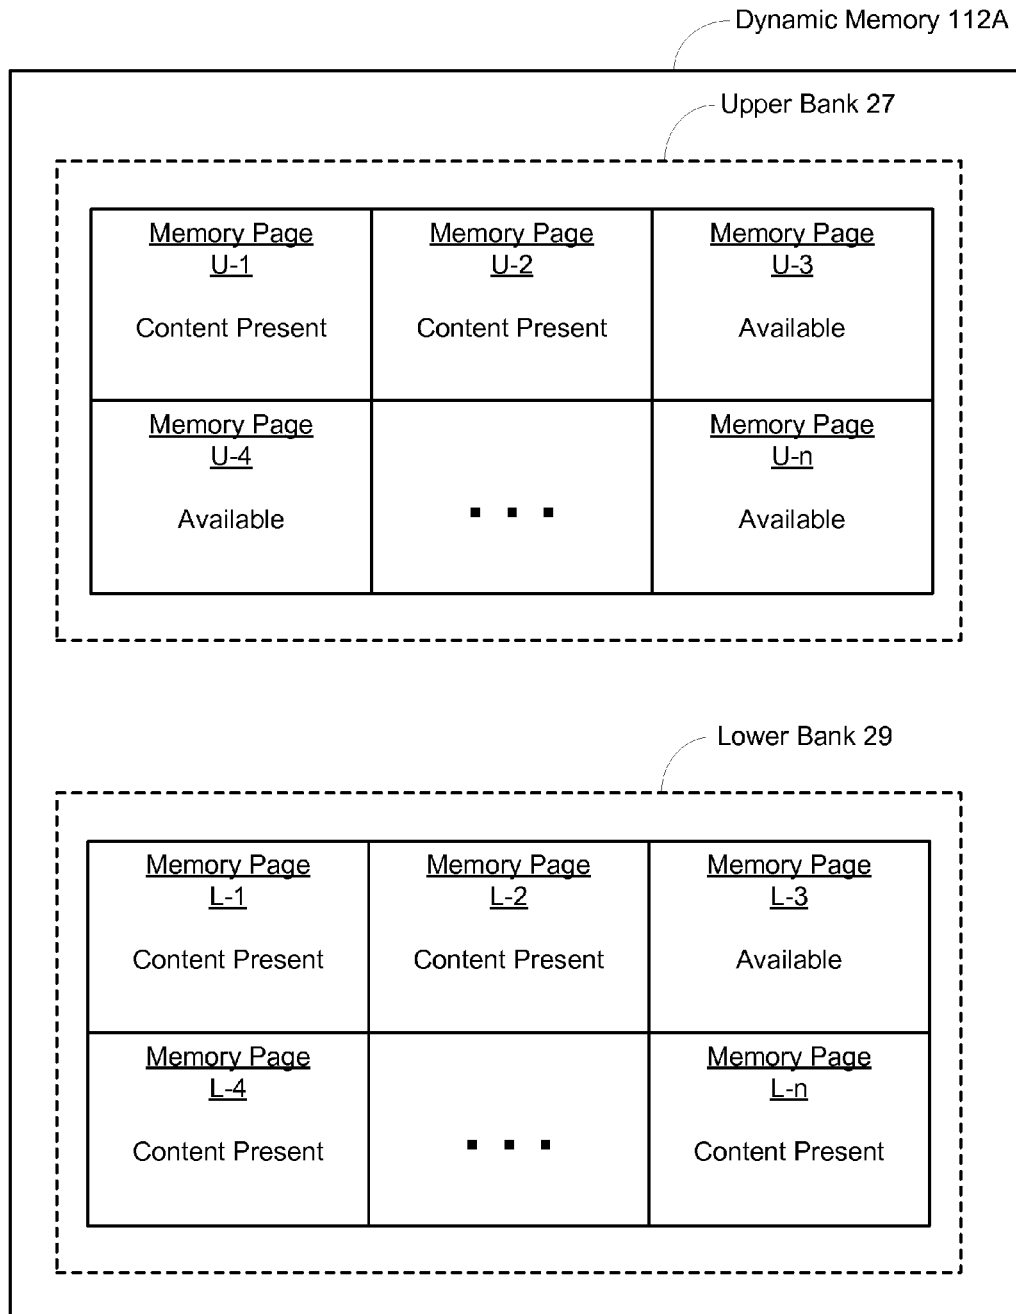 Dynamic Memory 112A
Upper Bank 27
Memory Page
U-1
Content Present
Memory Page
U-2
Content Present
Memory Page
U-3
Available
Memory Page
U-4
Available
. . .
Memory Page
U-n
Available
Lower Bank 29
Memory Page
L-1
Content Present
Memory Page
L-2
Content Present
Memory Page
L-3
Available
Memory Page
L-4
Content Present
. . .
Memory Page
L-n
Content Present